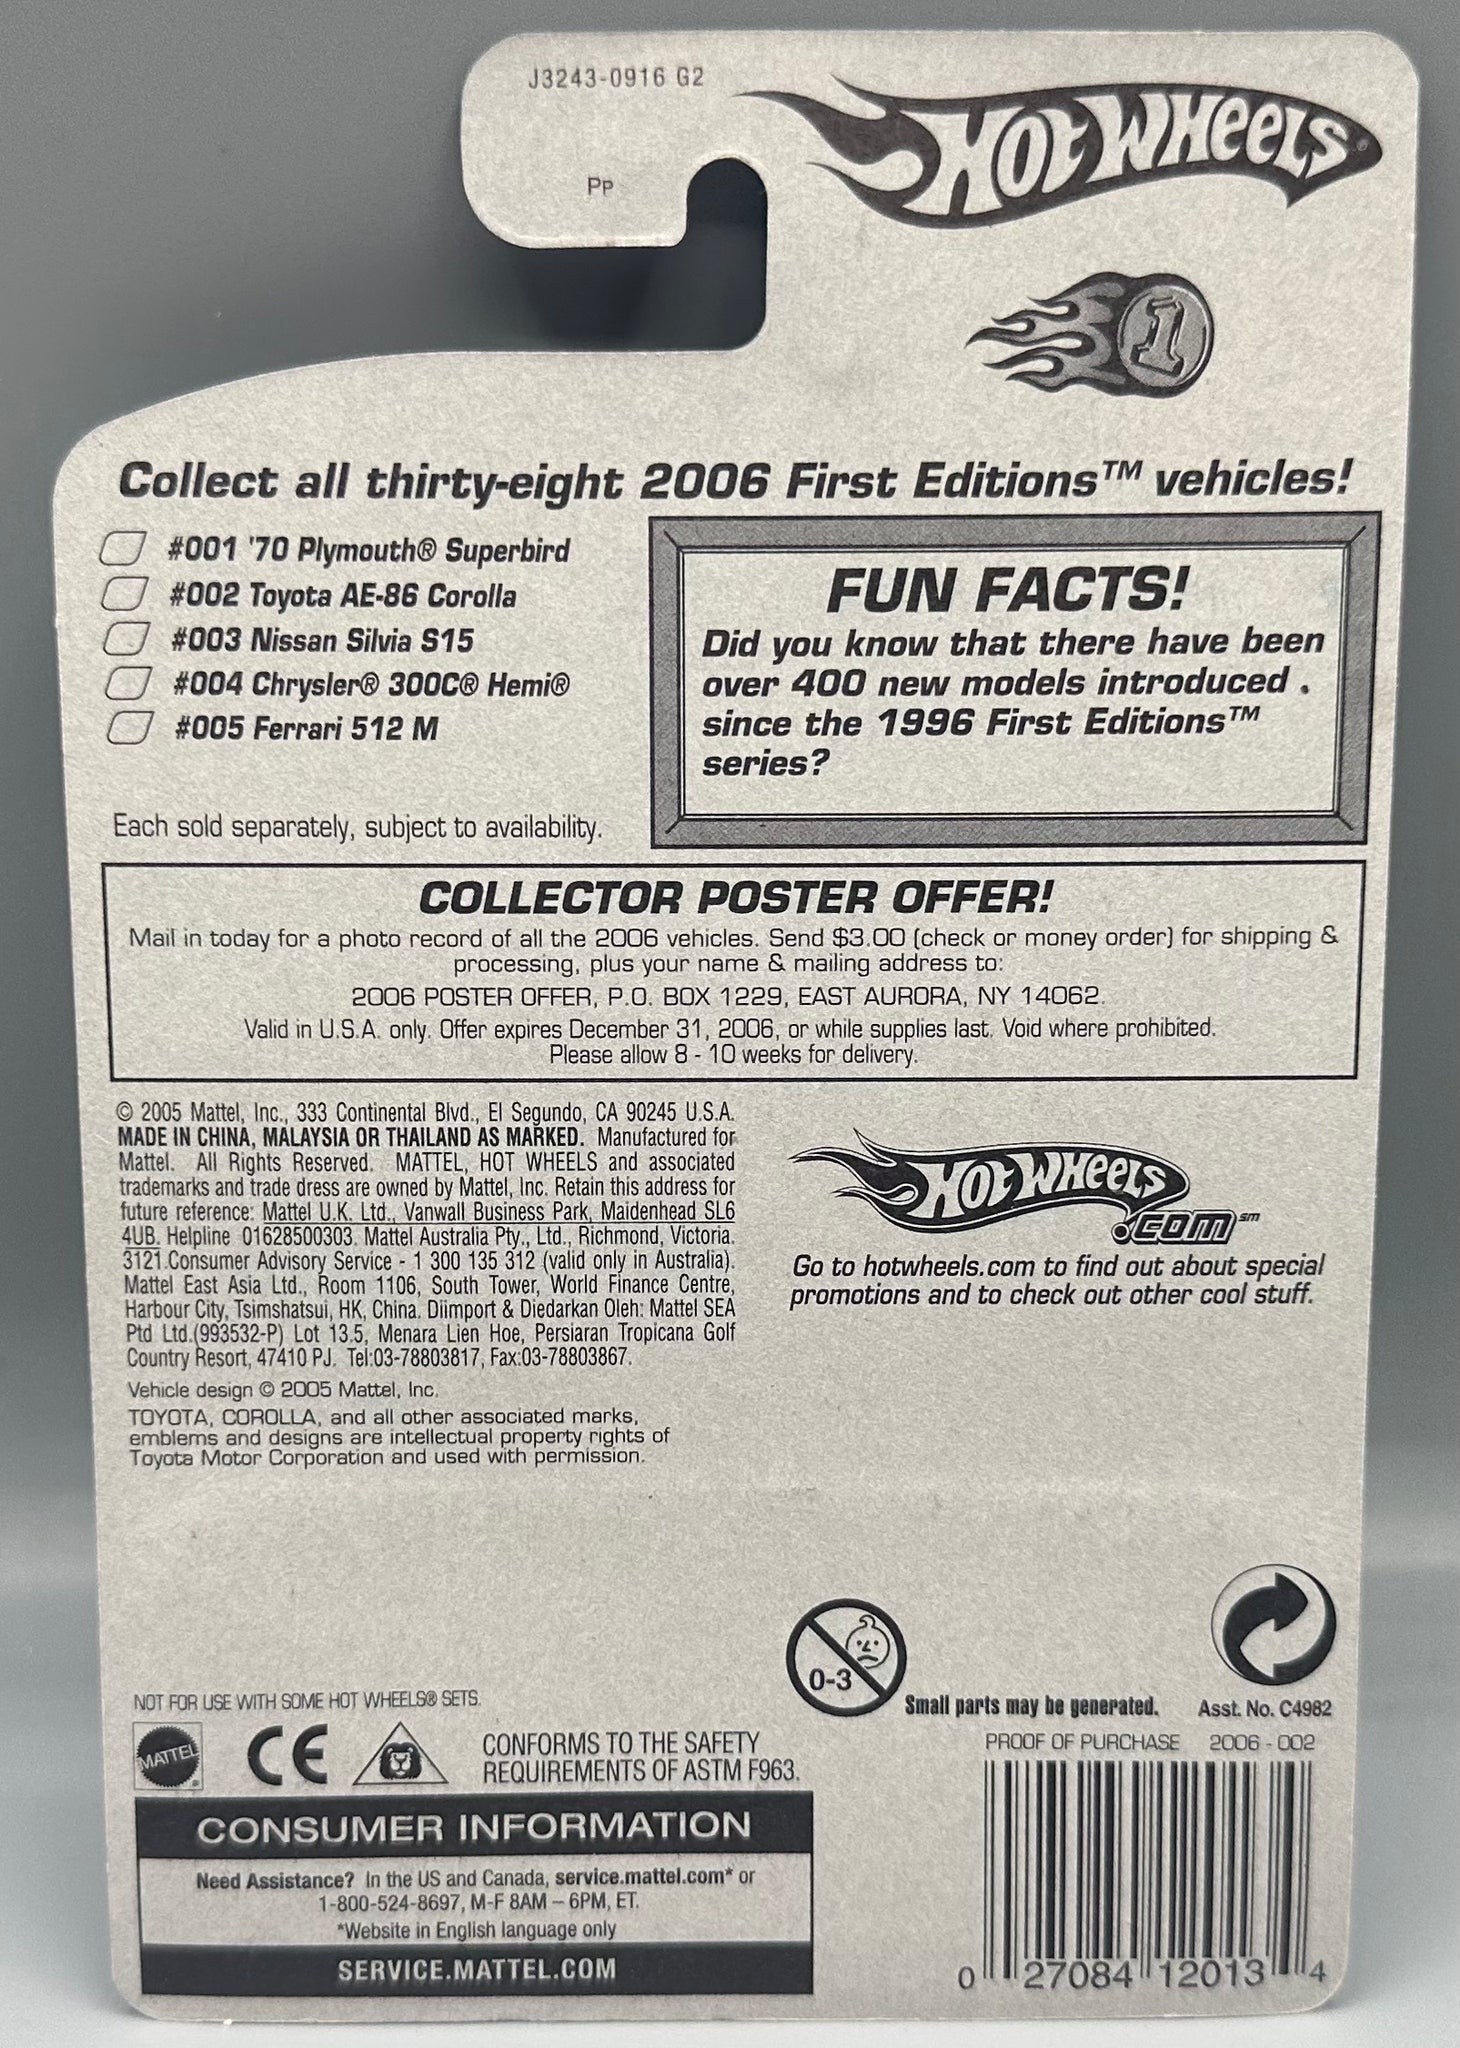 J3243-0916 G2
Pp
HOT WHEELS®
1
Collect all thirty-eight 2006 First Editions™ vehicles!
#001 '70 Plymouth® Superbird
#002 Toyota AE-86 Corolla
#003 Nissan Silvia S15
#004 Chrysler® 300C® Hemi®
#005 Ferrari 512 M
Each sold separately, subject to availability.
FUN FACTS!
Did you know that there have been
over 400 new models introduced .
since the 1996 First Editions™
series?
COLLECTOR POSTER OFFER!
Mail in today for a photo record of all the 2006 vehicles. Send $3.00 (check or money order) for shipping &
processing, plus your name & mailing address to:
2006 POSTER OFFER, P.O. BOX 1229, EAST AURORA, NY 14062.
Valid in U.S.A. only. Offer expires December 31, 2006, or while supplies last. Void where prohibited.
Please allow 8 - 10 weeks for delivery.
© 2005 Mattel, Inc., 333 Continental Blvd., El Segundo, CA 90245 U.S.A.
MADE IN CHINA, MALAYSIA OR THAILAND AS MARKED. Manufactured for
Mattel. All Rights Reserved. MATTEL, HOT WHEELS and associated
trademarks and trade dress are owned by Mattel, Inc. Retain this address for
future reference: Mattel U.K. Ltd., Vanwall Business Park, Maidenhead SL6
4UB. Helpline 01628500303. Mattel Australia Pty., Ltd., Richmond, Victoria.
3121.Consumer Advisory Service - 1 300 135 312 (valid only in Australia).
Mattel East Asia Ltd., Room 1106, South Tower, World Finance Centre,
Harbour City, Tsimshatsui, HK, China. Diimport & Diedarkan Oleh: Mattel SEA
Ptd Ltd.(993532-P) Lot 13.5, Menara Lien Hoe, Persiaran Tropicana Golf
Country Resort, 47410 PJ. Tel:03-78803817, Fax:03-78803867.
Vehicle design © 2005 Mattel, Inc.
TOYOTA, COROLLA, and all other associated marks,
emblems and designs are intellectual property rights of
Toyota Motor Corporation and used with permission.
HOT WHEELS
.COM℠
Go to hotwheels.com to find out about special
promotions and to check out other cool stuff.
0-3
Small parts may be generated.
Asst. No. C4982
NOT FOR USE WITH SOME HOT WHEELS® SETS.
MATTEL®
CE
CONFORMS TO THE SAFETY
REQUIREMENTS OF ASTM F963.
CONSUMER INFORMATION
Need Assistance? In the US and Canada, service.mattel.com* or
1-800-524-8697, M-F 8AM – 6PM, ET.
*Website in English language only
SERVICE.MATTEL.COM
PROOF OF PURCHASE 2006 - 002
0 27084 12013 4